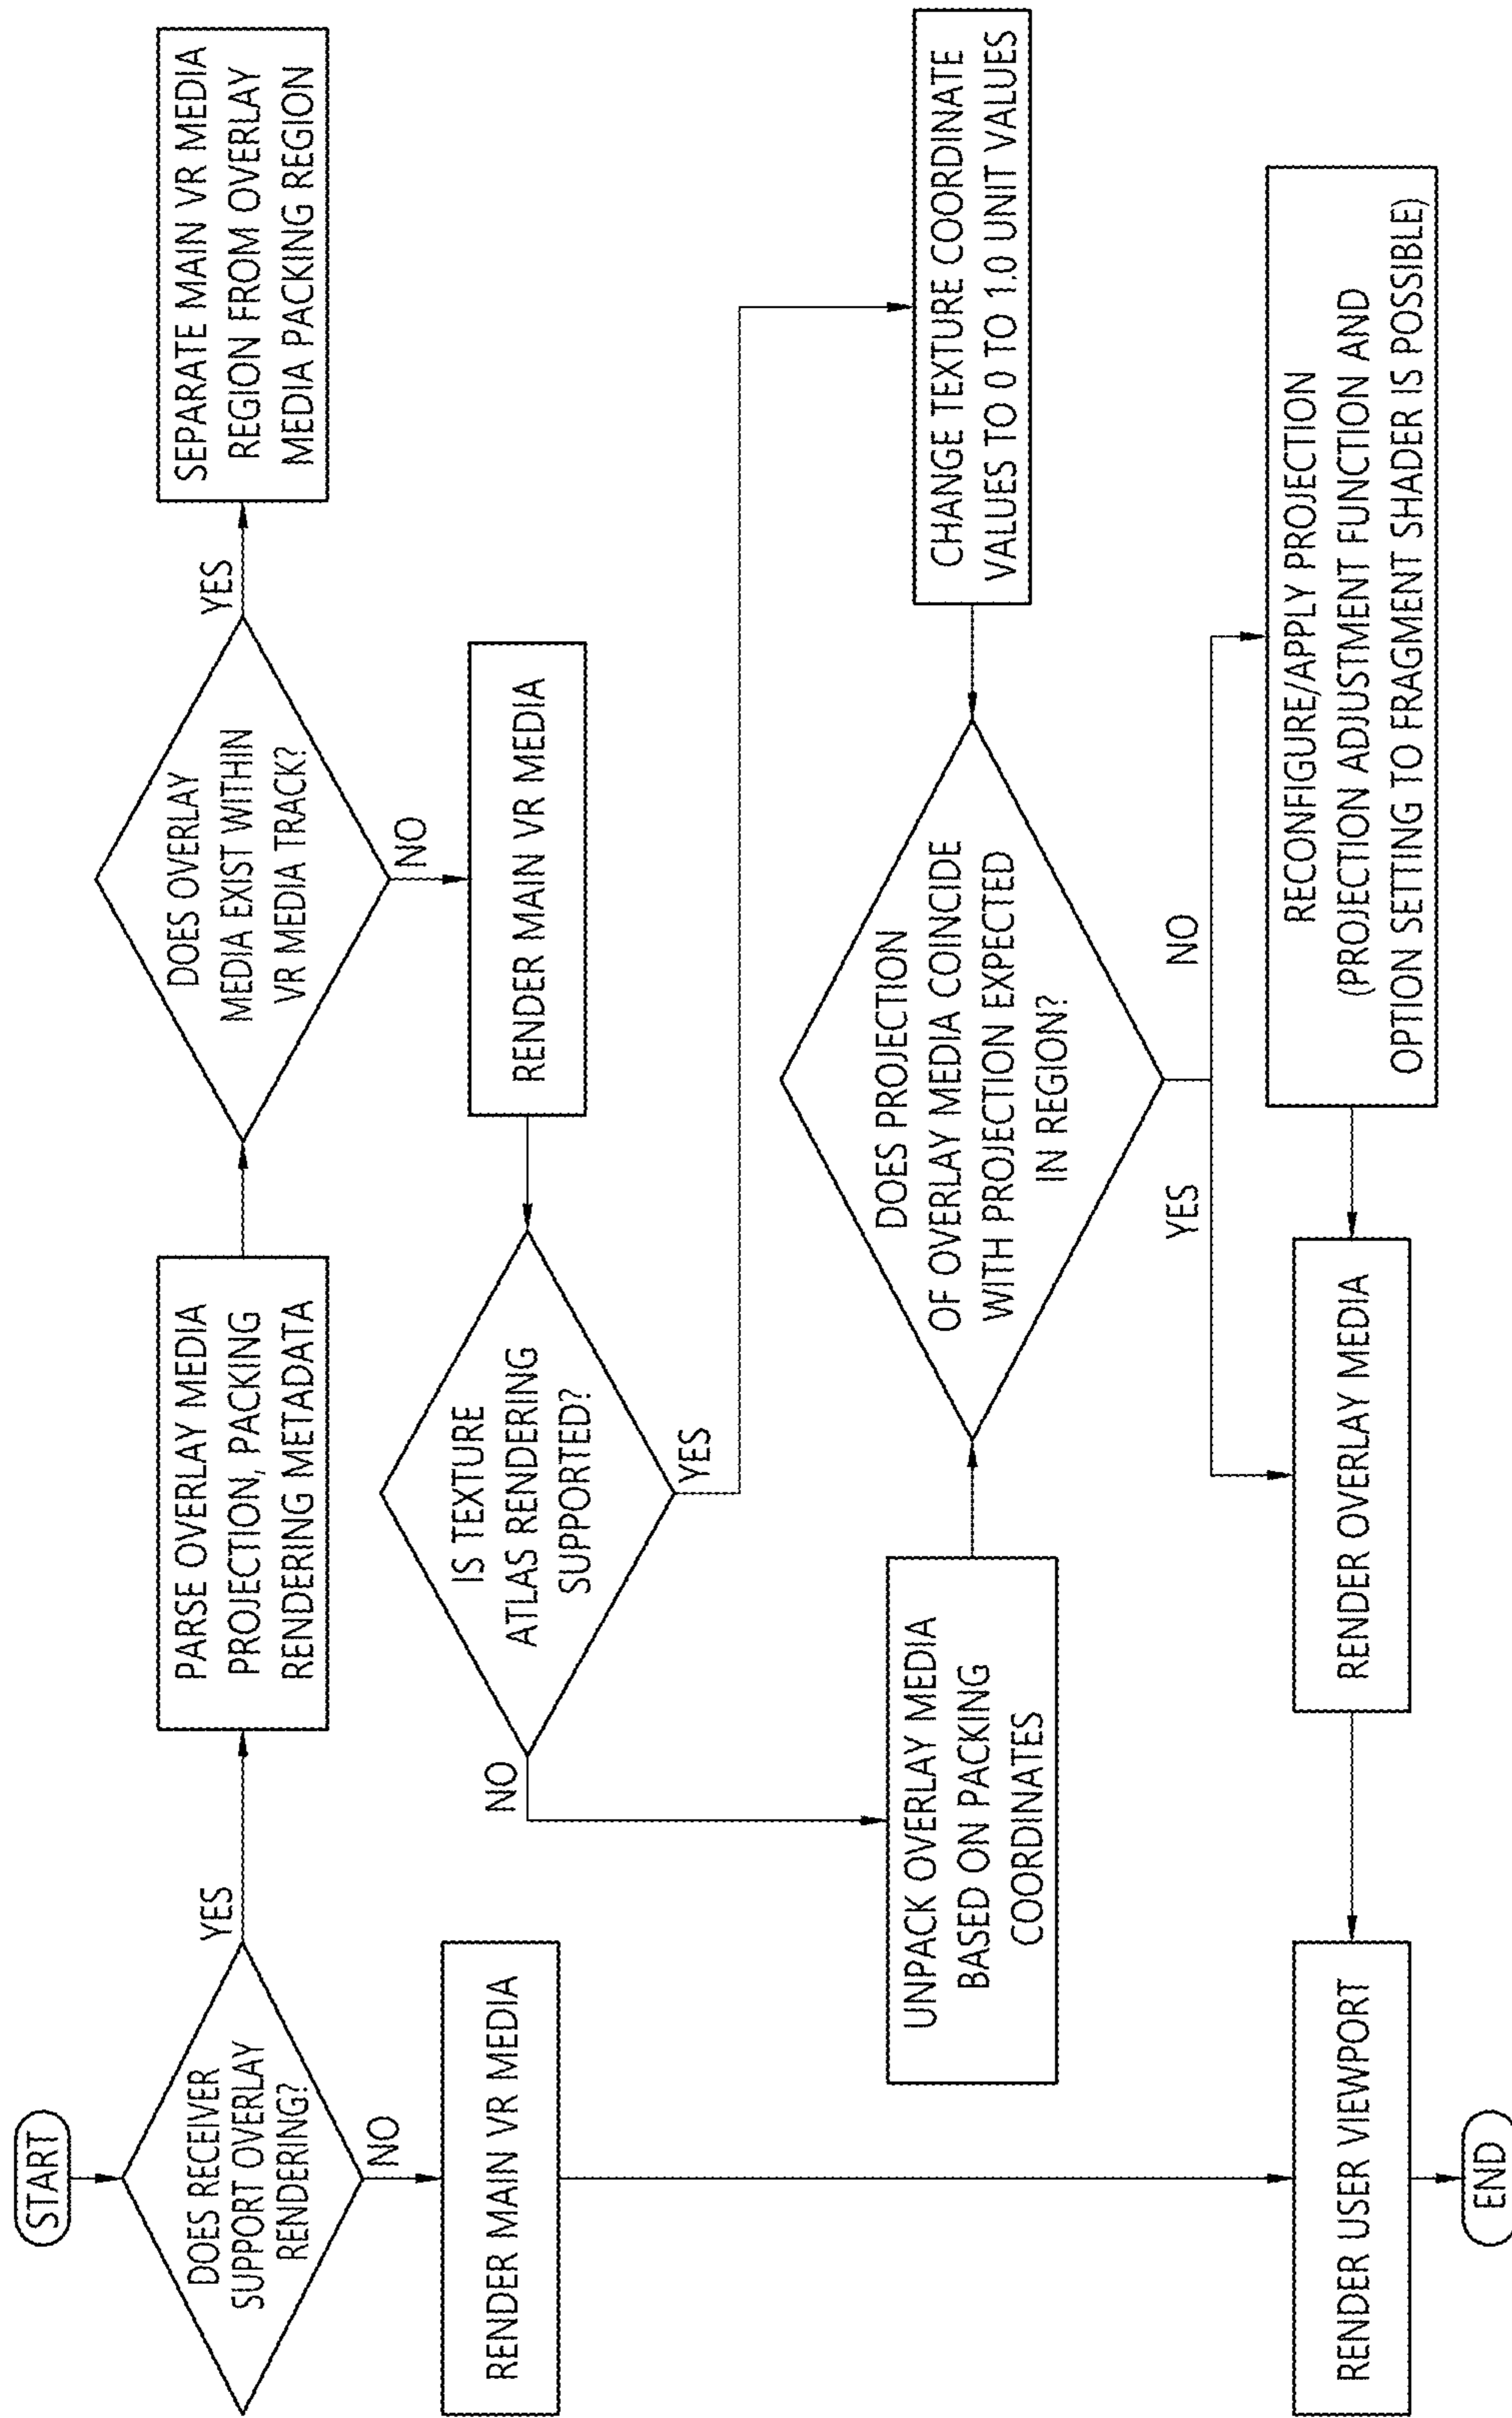 START
DOES RECEIVER
SUPPORT OVERLAY
RENDERING?
YES
NO
PARSE OVERLAY MEDIA
PROJECTION, PACKING
RENDERING METADATA
DOES OVERLAY
MEDIA EXIST WITHIN
VR MEDIA TRACK?
YES
NO
SEPARATE MAIN VR MEDIA
REGION FROM OVERLAY
MEDIA PACKING REGION
RENDER MAIN VR MEDIA
IS TEXTURE
ATLAS RENDERING
SUPPORTED?
NO
YES
RENDER MAIN VR MEDIA
UNPACK OVERLAY MEDIA
BASED ON PACKING
COORDINATES
DOES PROJECTION
OF OVERLAY MEDIA COINCIDE
WITH PROJECTION EXPECTED
IN REGION?
CHANGE TEXTURE COORDINATE
VALUES TO 0 TO 1.0 UNIT VALUES
YES
NO
RENDER USER VIEWPORT
RENDER OVERLAY MEDIA
RECONFIGURE/APPLY PROJECTION
(PROJECTION ADJUSTMENT FUNCTION AND
OPTION SETTING TO FRAGMENT SHADER IS POSSIBLE)
END